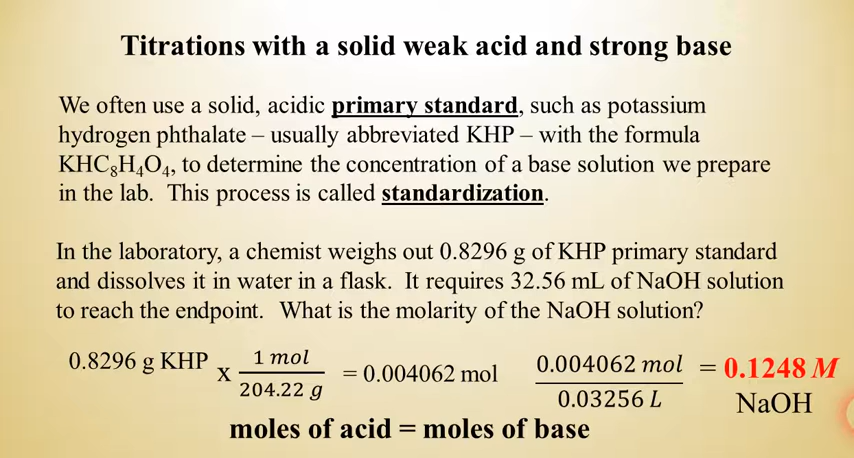 Titrations with a solid weak acid and strong base
We often use a solid, acidic primary standard, such as potassium
hydrogen phthalate – usually abbreviated KHP – with the formula
KHC₈H₄O₄, to determine the concentration of a base solution we prepare
in the lab. This process is called standardization.
In the laboratory, a chemist weighs out 0.8296 g of KHP primary standard
and dissolves it in water in a flask. It requires 32.56 mL of NaOH solution
to reach the endpoint. What is the molarity of the NaOH solution?
0.8296 g KHP x 1 mol / 204.22 g = 0.004062 mol
0.004062 mol / 0.03256 L = 0.1248 M
NaOH
moles of acid = moles of base